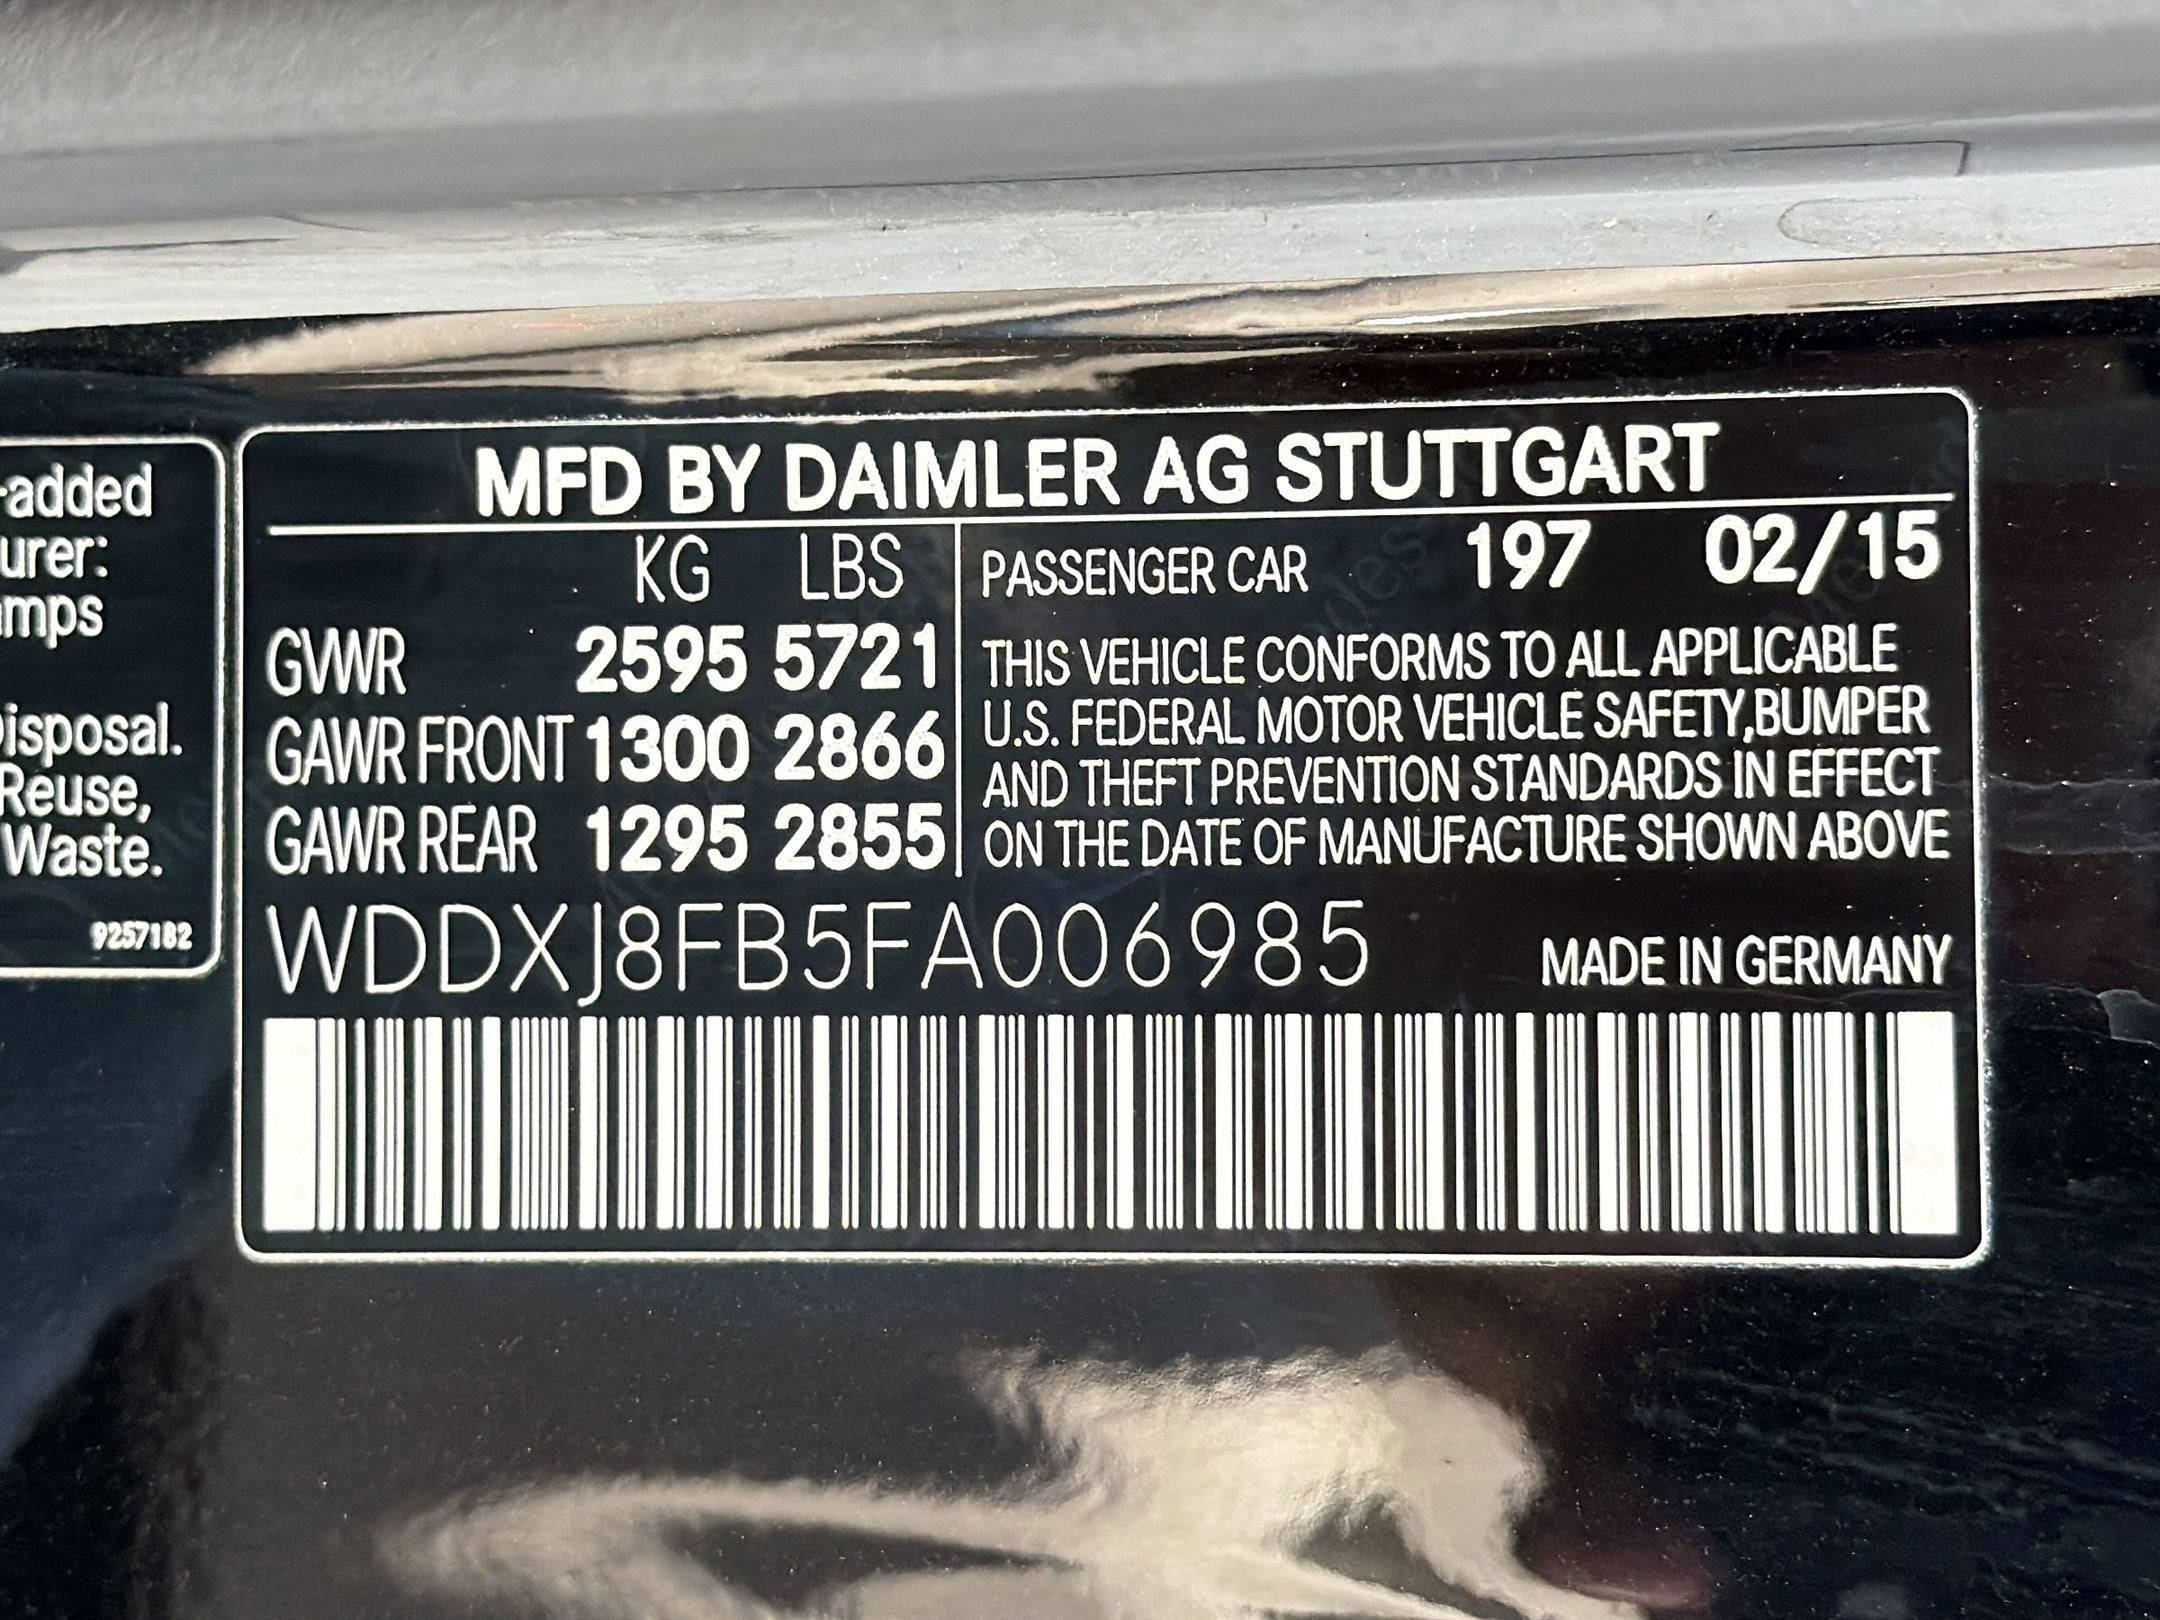 -added
urer:
amps
Disposal.
Reuse,
Waste.
9257182
MFD BY DAIMLER AG STUTTGART
KG LBS
GVWR 2595 5721
GAWR FRONT 1300 2866
GAWR REAR 1295 2855
PASSENGER CAR 197 02/15
THIS VEHICLE CONFORMS TO ALL APPLICABLE
U.S. FEDERAL MOTOR VEHICLE SAFETY,BUMPER
AND THEFT PREVENTION STANDARDS IN EFFECT
ON THE DATE OF MANUFACTURE SHOWN ABOVE
WDDXJ8FB5FA006985
MADE IN GERMANY